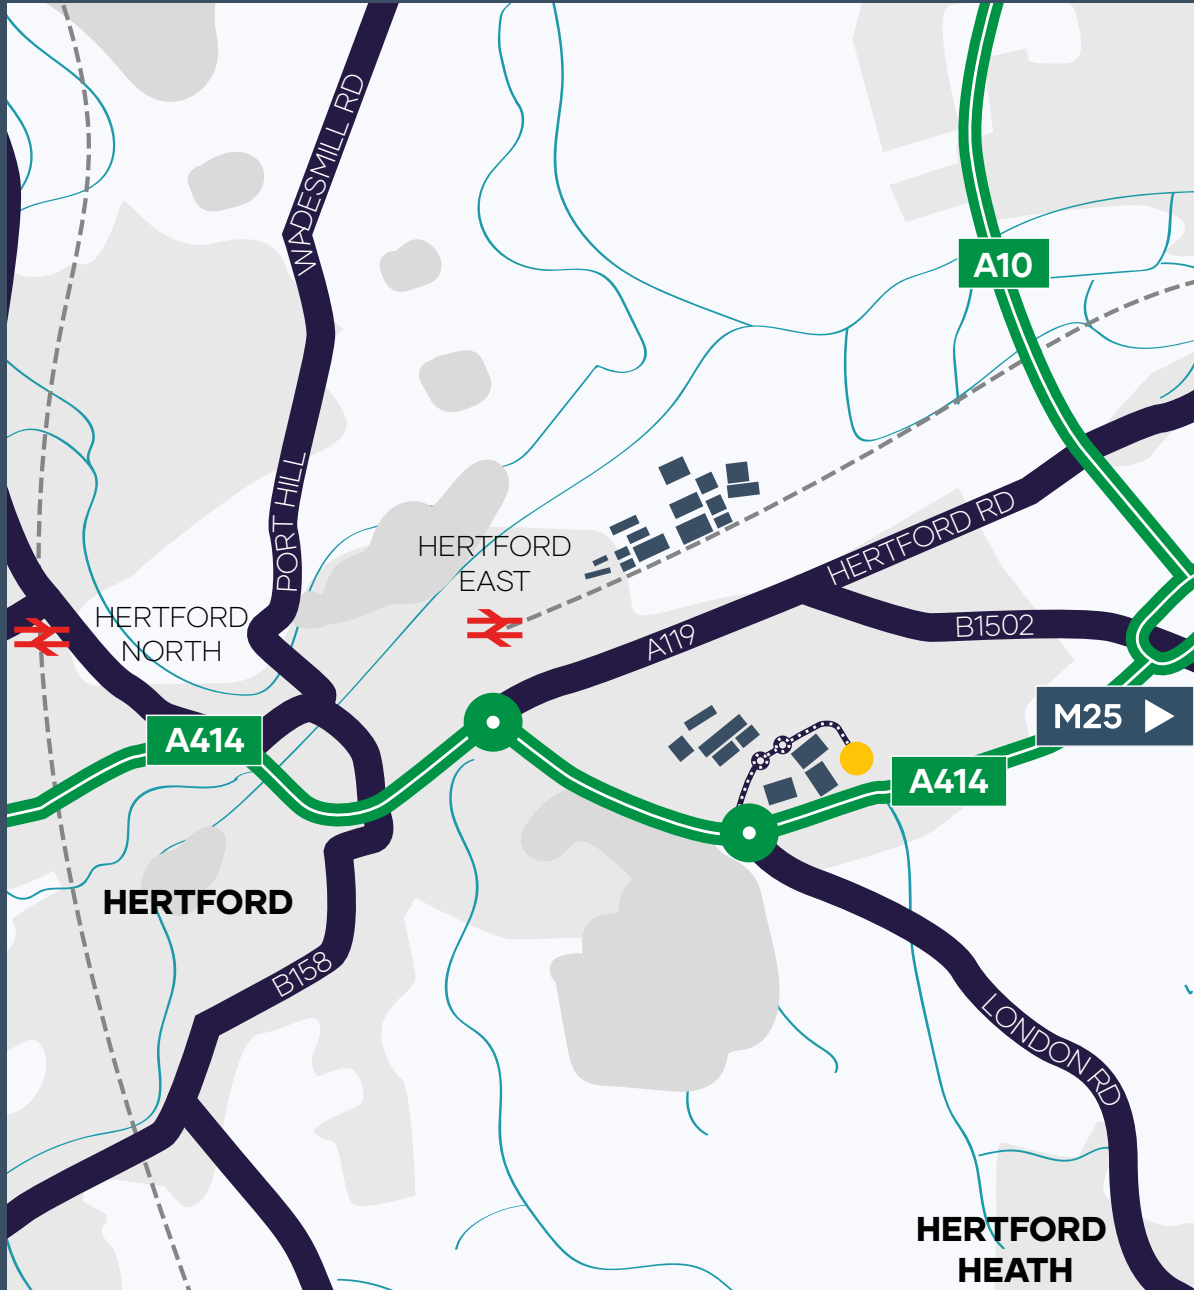 WADESMILL RD
A10
PORT HILL
HERTFORD RD
HERTFORD
EAST
HERTFORD
NORTH
A119
B1502
A414
M25
A414
HERTFORD
B158
LONDON RD
HERTFORD
HEATH